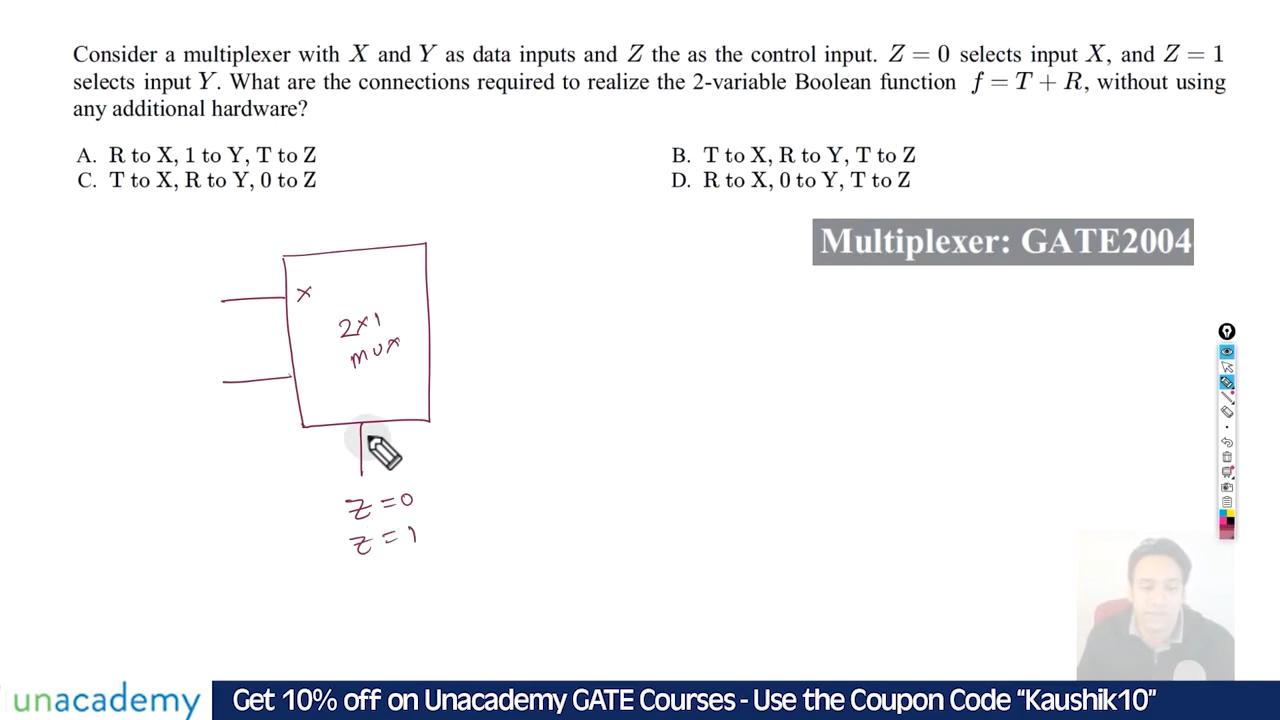 Consider a multiplexer with X and Y as data inputs and Z the as the control input. Z = 0 selects input X, and Z = 1
selects input Y. What are the connections required to realize the 2-variable Boolean function f = T + R, without using
any additional hardware?
A. R to X, 1 to Y, T to Z
B. T to X, R to Y, T to Z
C. T to X, R to Y, 0 to Z
D. R to X, 0 to Y, T to Z
Multiplexer: GATE2004
X
2x1
mux
Z = 0
Z = 1
unacademy
Get 10% off on Unacademy GATE Courses - Use the Coupon Code “Kaushik10”